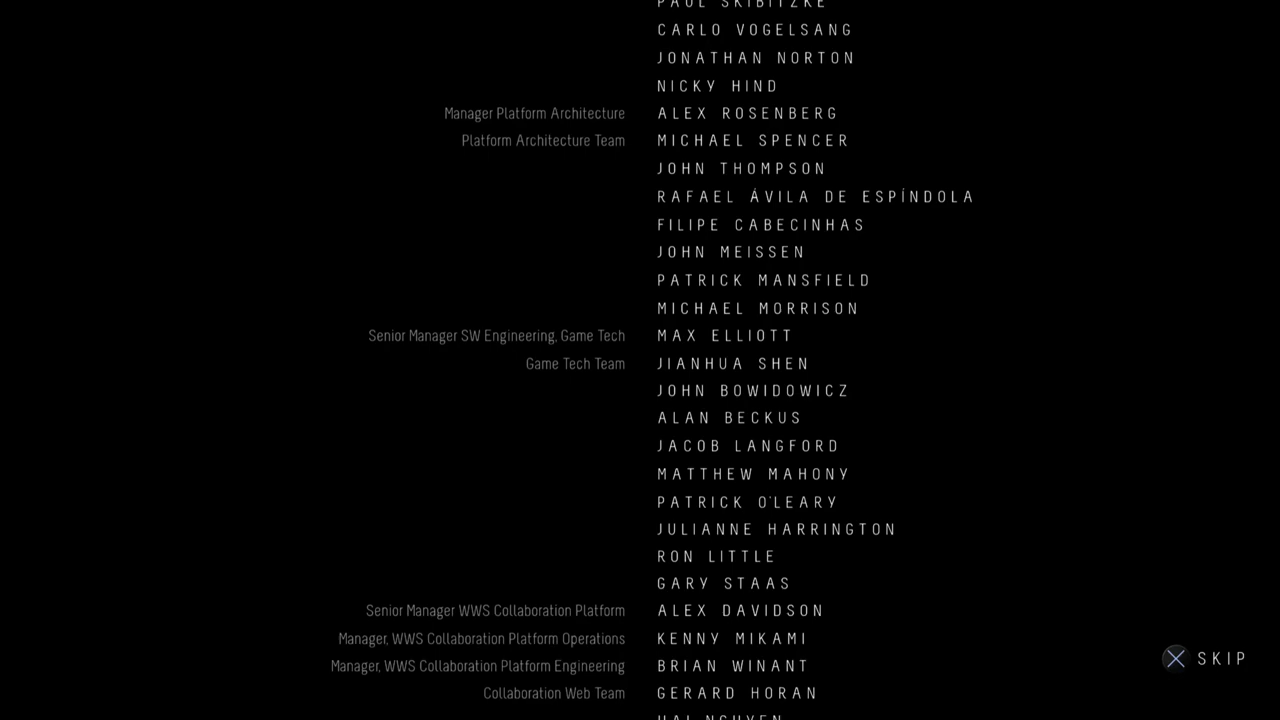 PAUL SKIBITZKE
CARLO VOGELSANG
JONATHAN NORTON
NICKY HIND
Manager Platform Architecture ALEX ROSENBERG
Platform Architecture Team MICHAEL SPENCER
JOHN THOMPSON
RAFAEL ÁVILA DE ESPÍNDOLA
FILIPE CABECINHAS
JOHN MEISSEN
PATRICK MANSFIELD
MICHAEL MORRISON
Senior Manager SW Engineering, Game Tech MAX ELLIOTT
Game Tech Team JIANHUA SHEN
JOHN BOWIDOWICZ
ALAN BECKUS
JACOB LANGFORD
MATTHEW MAHONY
PATRICK O'LEARY
JULIANNE HARRINGTON
RON LITTLE
GARY STAAS
Senior Manager WWS Collaboration Platform ALEX DAVIDSON
Manager, WWS Collaboration Platform Operations KENNY MIKAMI
Manager, WWS Collaboration Platform Engineering BRIAN WINANT
SKIP
Collaboration Web Team GERARD HORAN
HAI NGUYEN